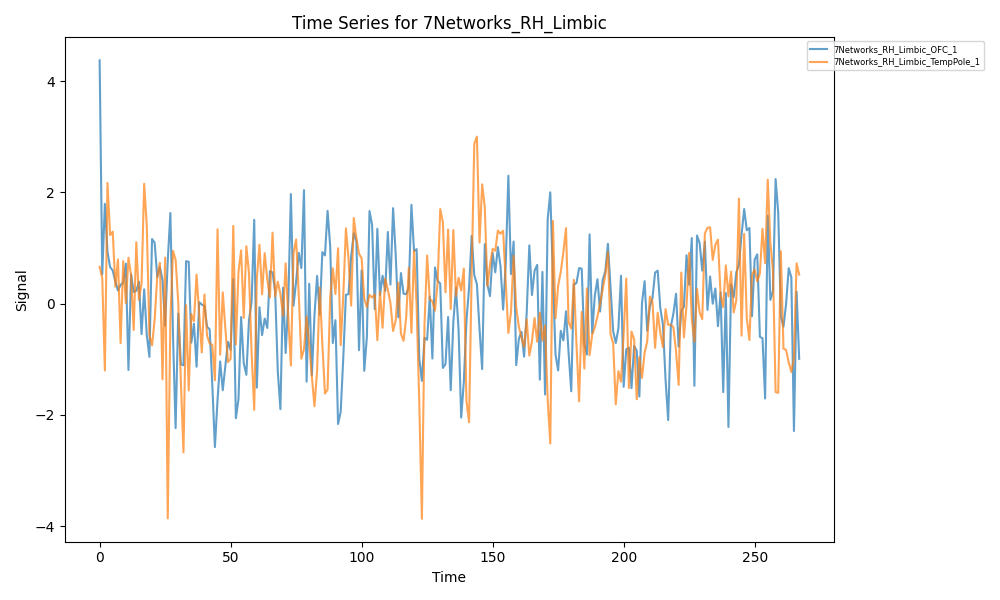 Time Series for 7Networks_RH_Limbic
7Networks_RH_Limbic_OFC_1
7Networks_RH_Limbic_TempPole_1
Signal
4
2
0
−2
−4
0 50 100 150 200 250
Time